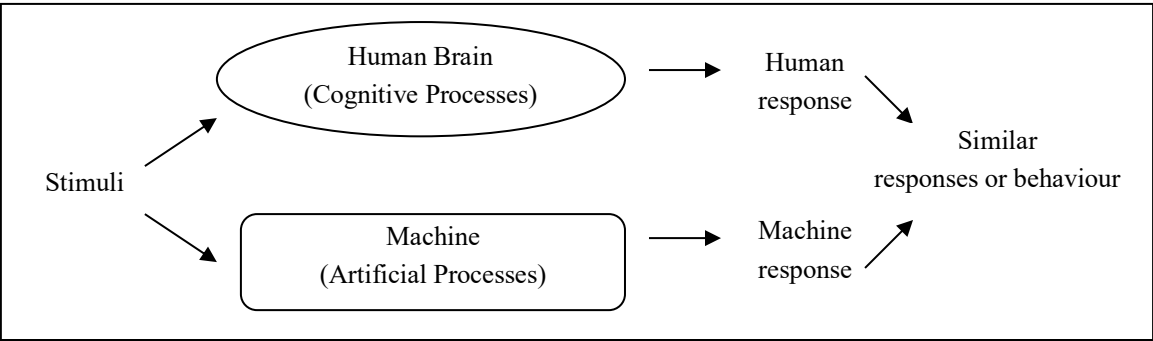 Human Brain
(Cognitive Processes)
Human
response
Similar
responses or behaviour
Stimuli
Machine
(Artificial Processes)
Machine
response